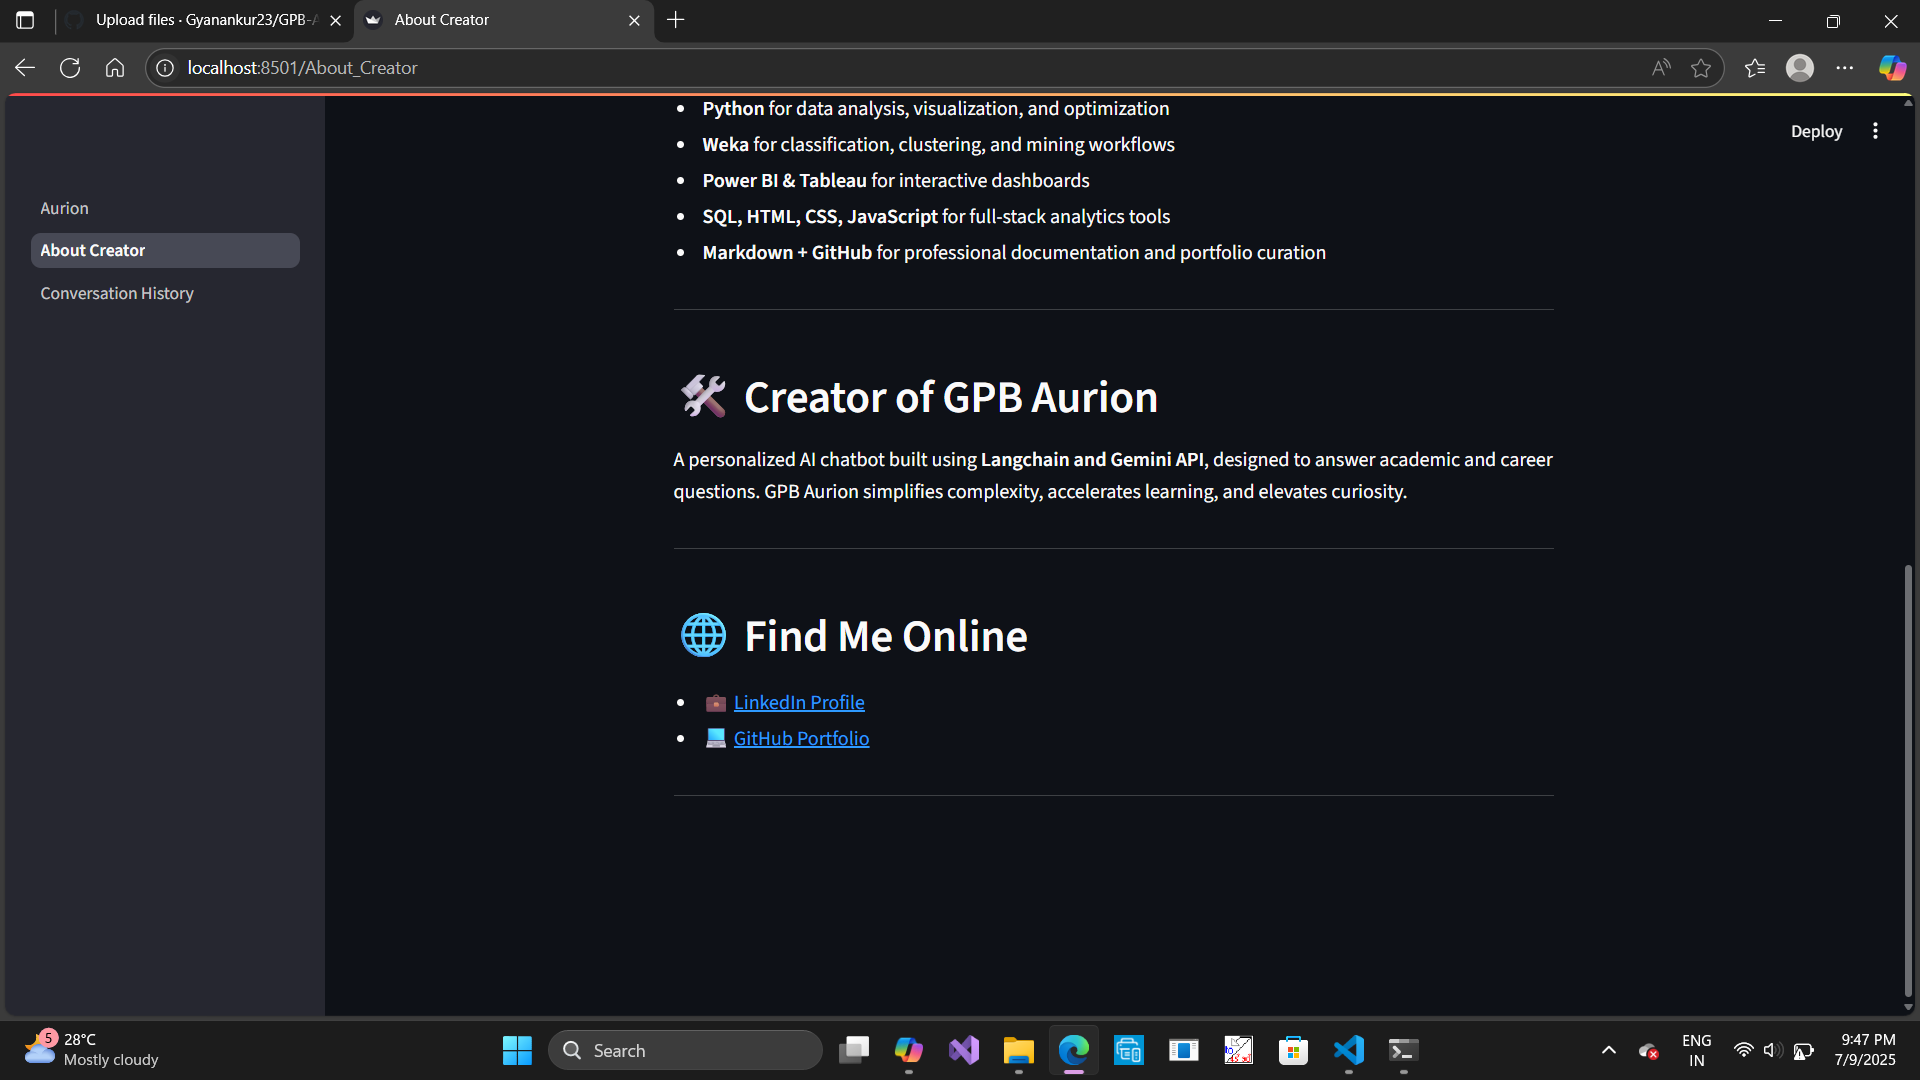 Upload files · Gyanankur23/GPB-A
About Creator
localhost:8501/About_Creator
Deploy
Aurion
About Creator
Conversation History
Python for data analysis, visualization, and optimization
Weka for classification, clustering, and mining workflows
Power BI & Tableau for interactive dashboards
SQL, HTML, CSS, JavaScript for full-stack analytics tools
Markdown + GitHub for professional documentation and portfolio curation
Creator of GPB Aurion
A personalized AI chatbot built using Langchain and Gemini API, designed to answer academic and career
questions. GPB Aurion simplifies complexity, accelerates learning, and elevates curiosity.
Find Me Online
LinkedIn Profile
GitHub Portfolio
5
28°C
Mostly cloudy
Search
ENG
IN
9:47 PM
7/9/2025